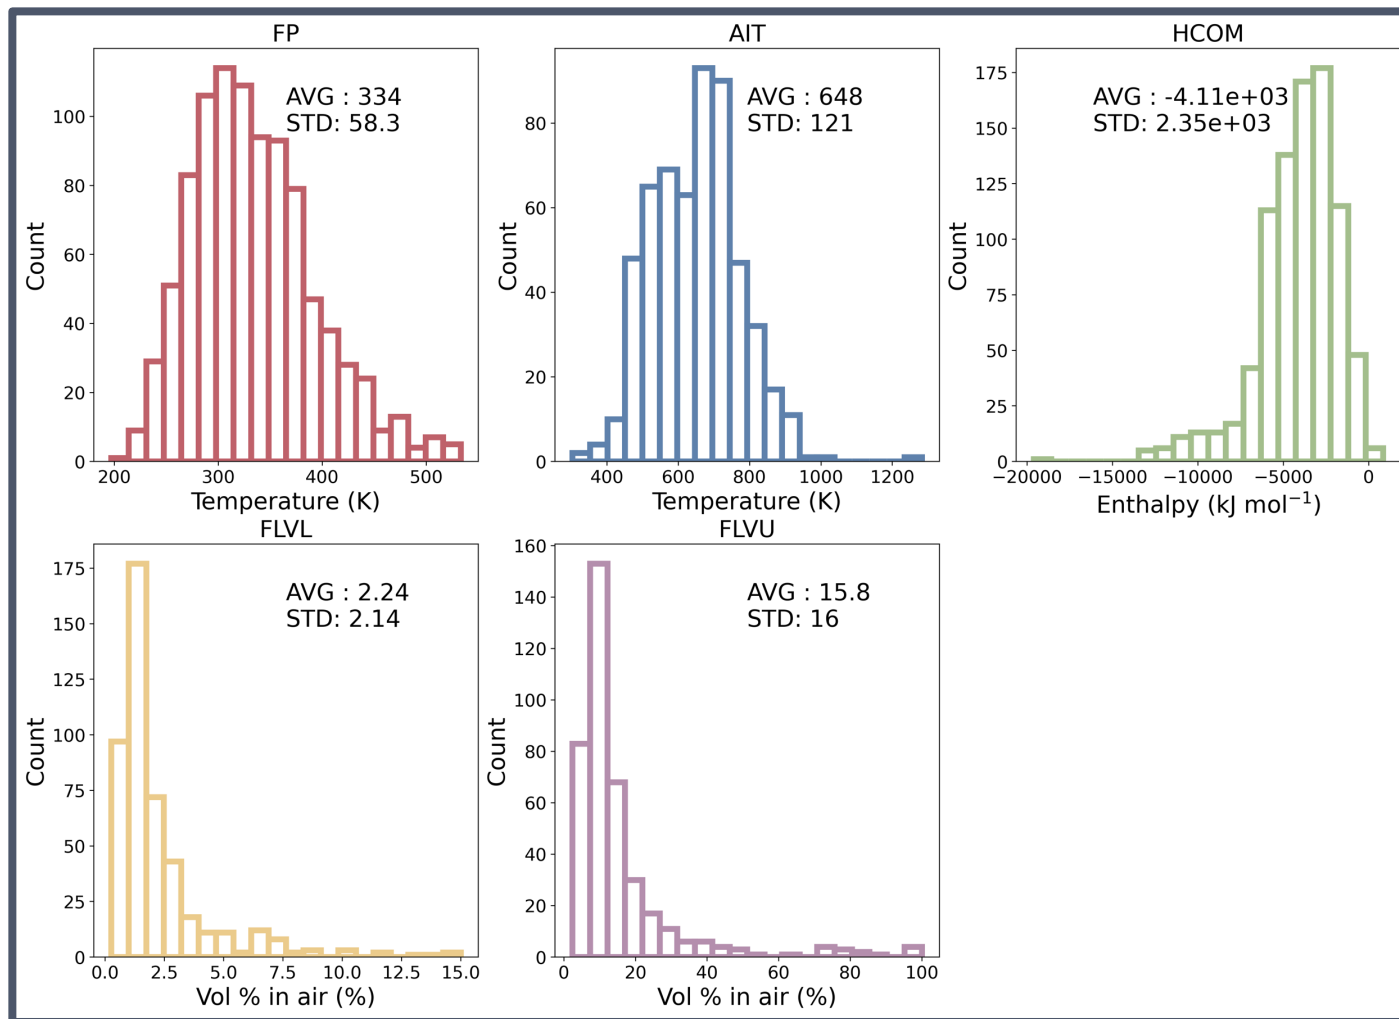 FP
AVG : 334
STD: 58.3
Count
100
80
60
40
20
0
200 300 400 500
Temperature (K)
AIT
AVG : 648
STD: 121
Count
80
60
40
20
0
400 600 800 1000 1200
Temperature (K)
HCOM
AVG : -4.11e+03
STD: 2.35e+03
Count
175
150
125
100
75
50
25
0
−20000 −15000 −10000 −5000 0
Enthalpy (kJ mol⁻¹)
FLVL
AVG : 2.24
STD: 2.14
Count
175
150
125
100
75
50
25
0
0.0 2.5 5.0 7.5 10.0 12.5 15.0
Vol % in air (%)
FLVU
AVG : 15.8
STD: 16
Count
160
140
120
100
80
60
40
20
0
0 20 40 60 80 100
Vol % in air (%)